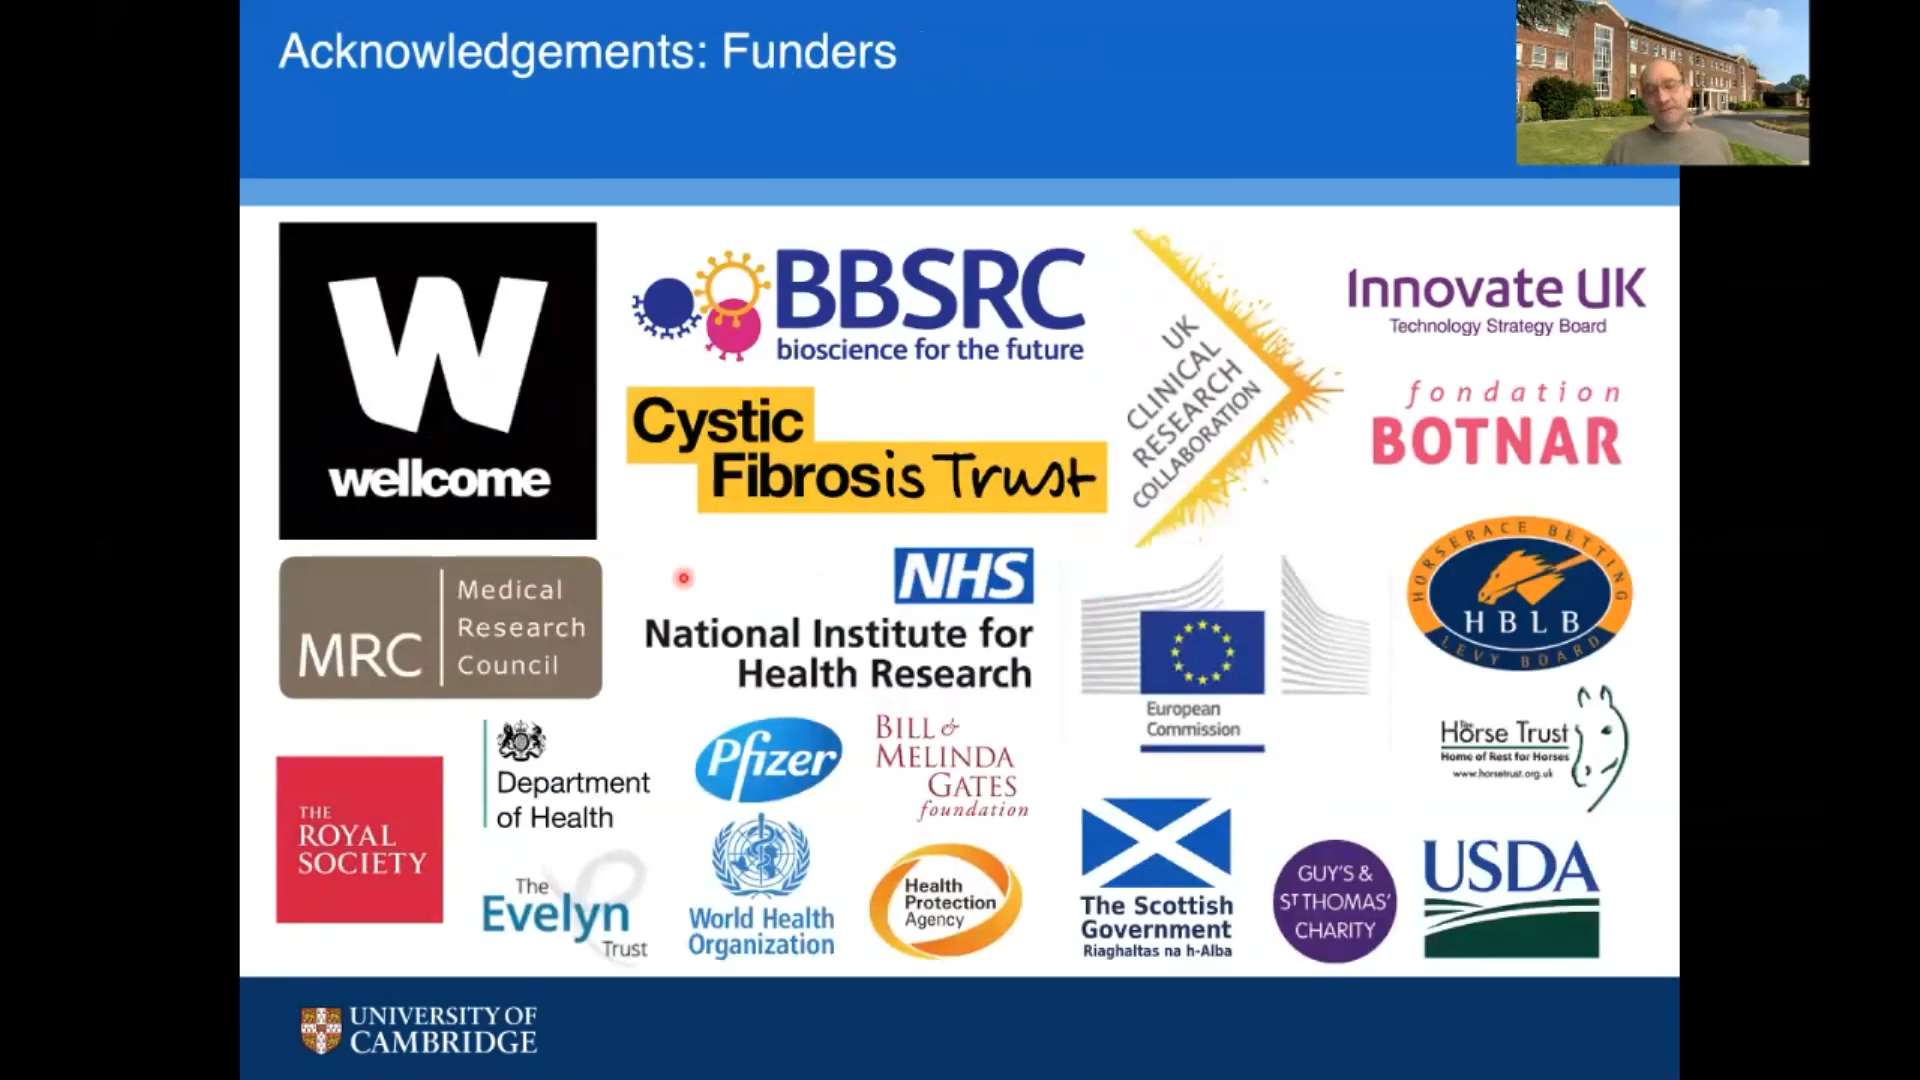 Acknowledgements: Funders
W
wellcome
BBSRC
bioscience for the future
Cystic
Fibrosis Trust
UK
CLINICAL
RESEARCH
COLLABORATION
Innovate UK
Technology Strategy Board
fondation
BOTNAR
MRC
Medical
Research
Council
NHS
National Institute for
Health Research
European
Commission
HORSERACE BETTING
HBLB
LEVY BOARD
The
Horse Trust
Home of Rest for Horses
www.horsetrust.org.uk
THE
ROYAL
SOCIETY
Department
of Health
The
Evelyn
Trust
Pfizer
BILL &
MELINDA
GATES
foundation
World Health
Organization
Health
Protection
Agency
The Scottish
Government
Riaghaltas na h-Alba
GUY'S &
ST THOMAS'
CHARITY
USDA
UNIVERSITY OF
CAMBRIDGE